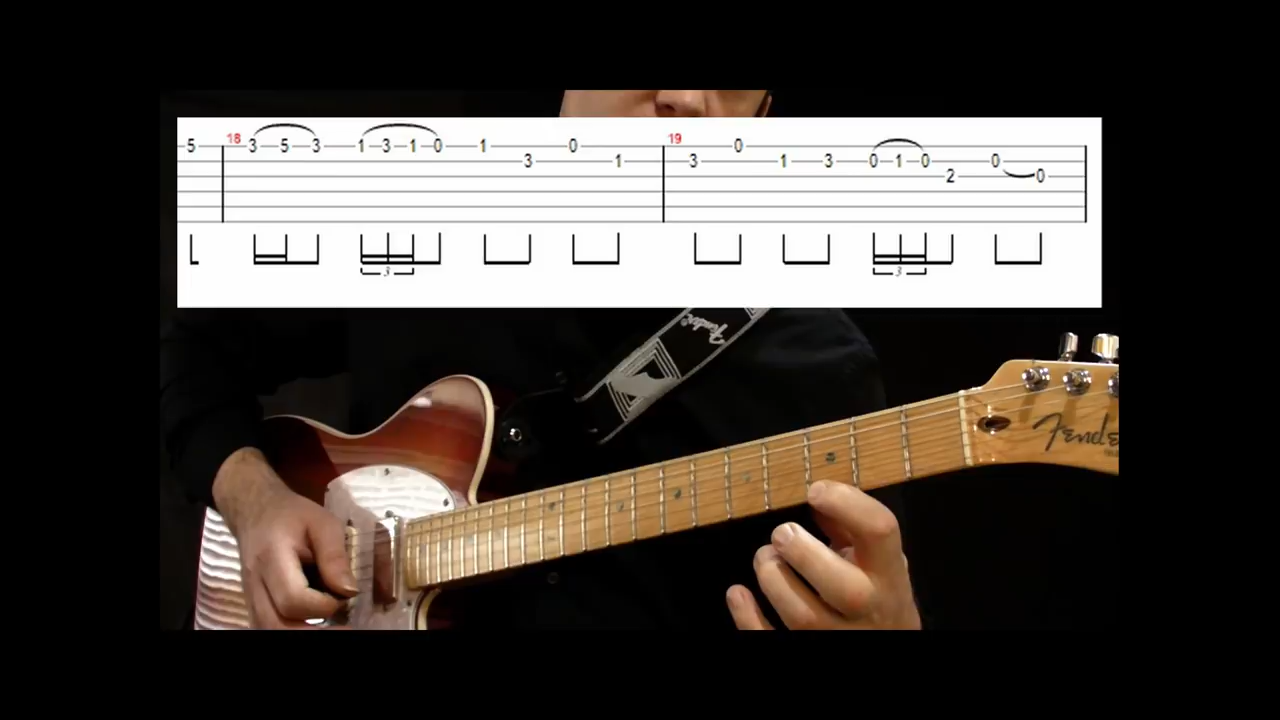 18 19
5 3 5 3 1 3 1 0 1 0 0
3 1 3 1 3 0 1 0 0
2 0
3 3
Fender
Fender